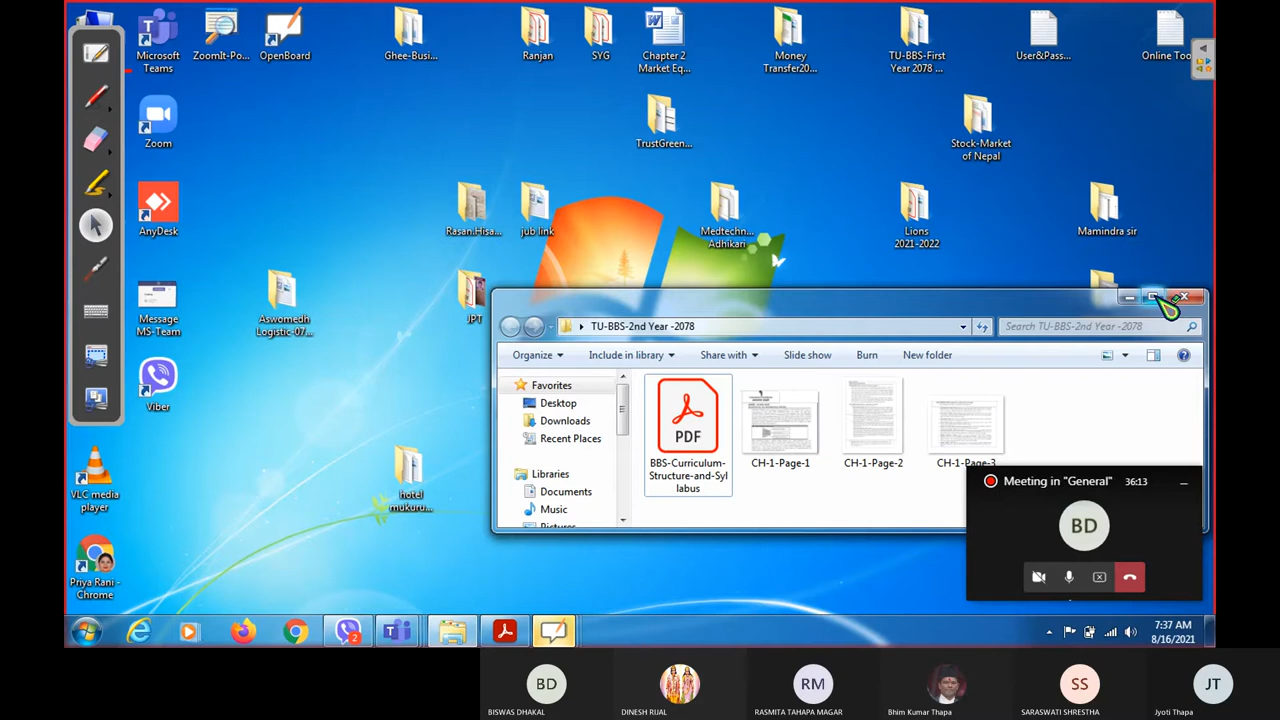 Microsoft
Teams
ZoomIt-Po...
OpenBoard
Ghee-Busi...
Ranjan
SYG
Chapter 2
Market Eq...
Money
Transfer20...
TU-BBS-First
Year 2078 ...
User&Pass...
Online Too
Zoom
TrustGreen...
Stock-Market
of Nepal
AnyDesk
Rasan.Hisa...
jub link
Medtechn...
Adhikari
Lions
2021-2022
Mamindra sir
Message
MS-Team
Aswomedh
Logistic-07...
JPT
TU-BBS-2nd Year -2078
Search TU-BBS-2nd Year -2078
Organize
Include in library
Share with
Slide show
Burn
New folder
Favorites
Desktop
Downloads
Recent Places
Libraries
Documents
Music
Pictures
PDF
BBS-Curriculum-
Structure-and-Syl
labus
CH-1-Page-1
CH-1-Page-2
CH-1-Page-3
Viber
VLC media
player
hotel
mukuru...
Meeting in "General"
36:13
BD
Priya Rani -
Chrome
2
7:37 AM
8/16/2021
BD
BISWAS DHAKAL
DINESH RIJAL
RM
RASMITA TAHAPA MAGAR
Bhim Kumar Thapa
SS
SARASWATI SHRESTHA
JT
Jyoti Thapa